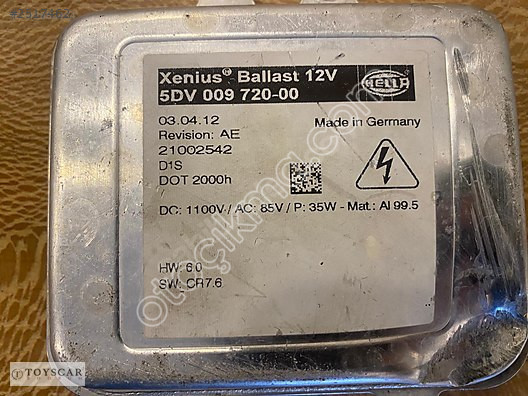 Xenius® Ballast 12V
5DV 009 720-00
HELLA
03.04.12
Made in Germany
Revision: AE
21002542
D1S
DOT 2000h
DC: 1100V / AC: 85V / P: 35W - Mat.: Al 99.5
HW: 6.0
SW: CR7.6
otoçıkma.com
TOYSCAR